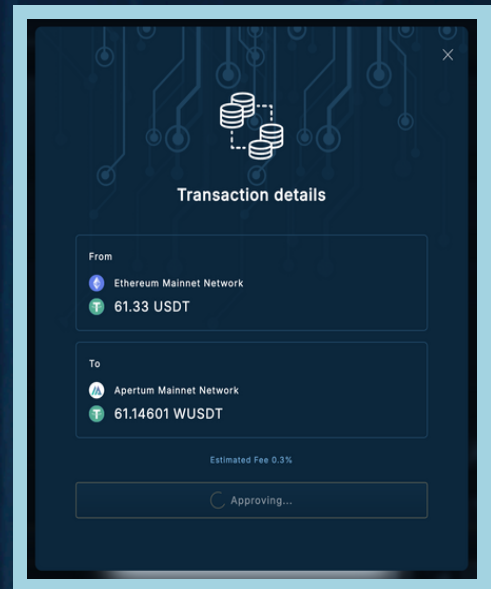 Transaction details
From
Ethereum Mainnet Network
61.33 USDT
To
Apertum Mainnet Network
61.14601 WUSDT
Estimated Fee 0.3%
Approving...